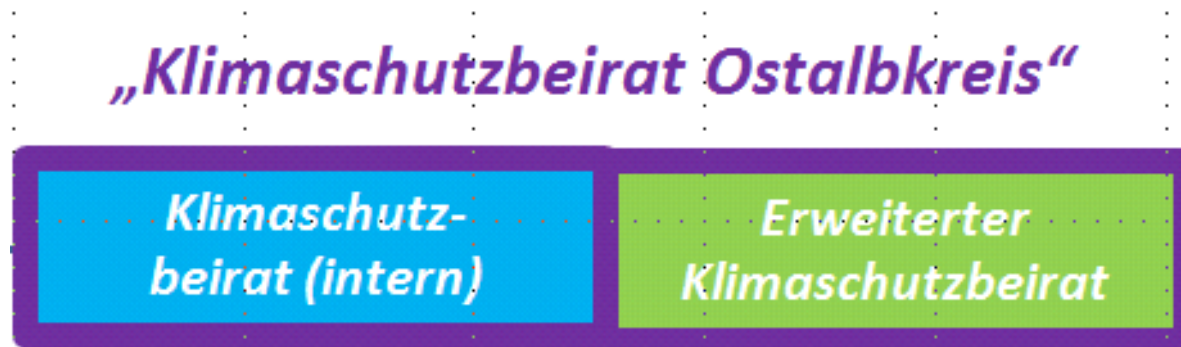 „Klimaschutzbeirat Ostalbkreis“
Klimaschutz-
beirat (intern)
Erweiterter
Klimaschutzbeirat